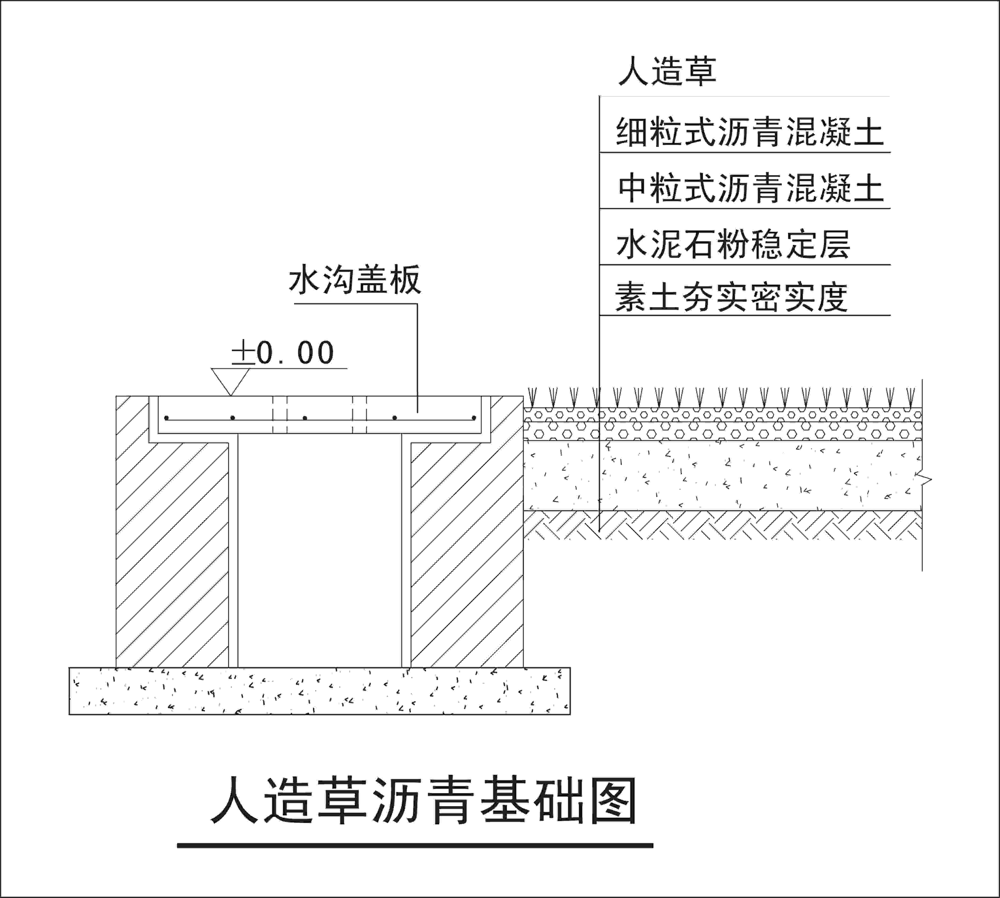 人造草
细粒式沥青混凝土
中粒式沥青混凝土
水泥石粉稳定层
素土夯实密实度
水沟盖板
±0.00
人造草沥青基础图